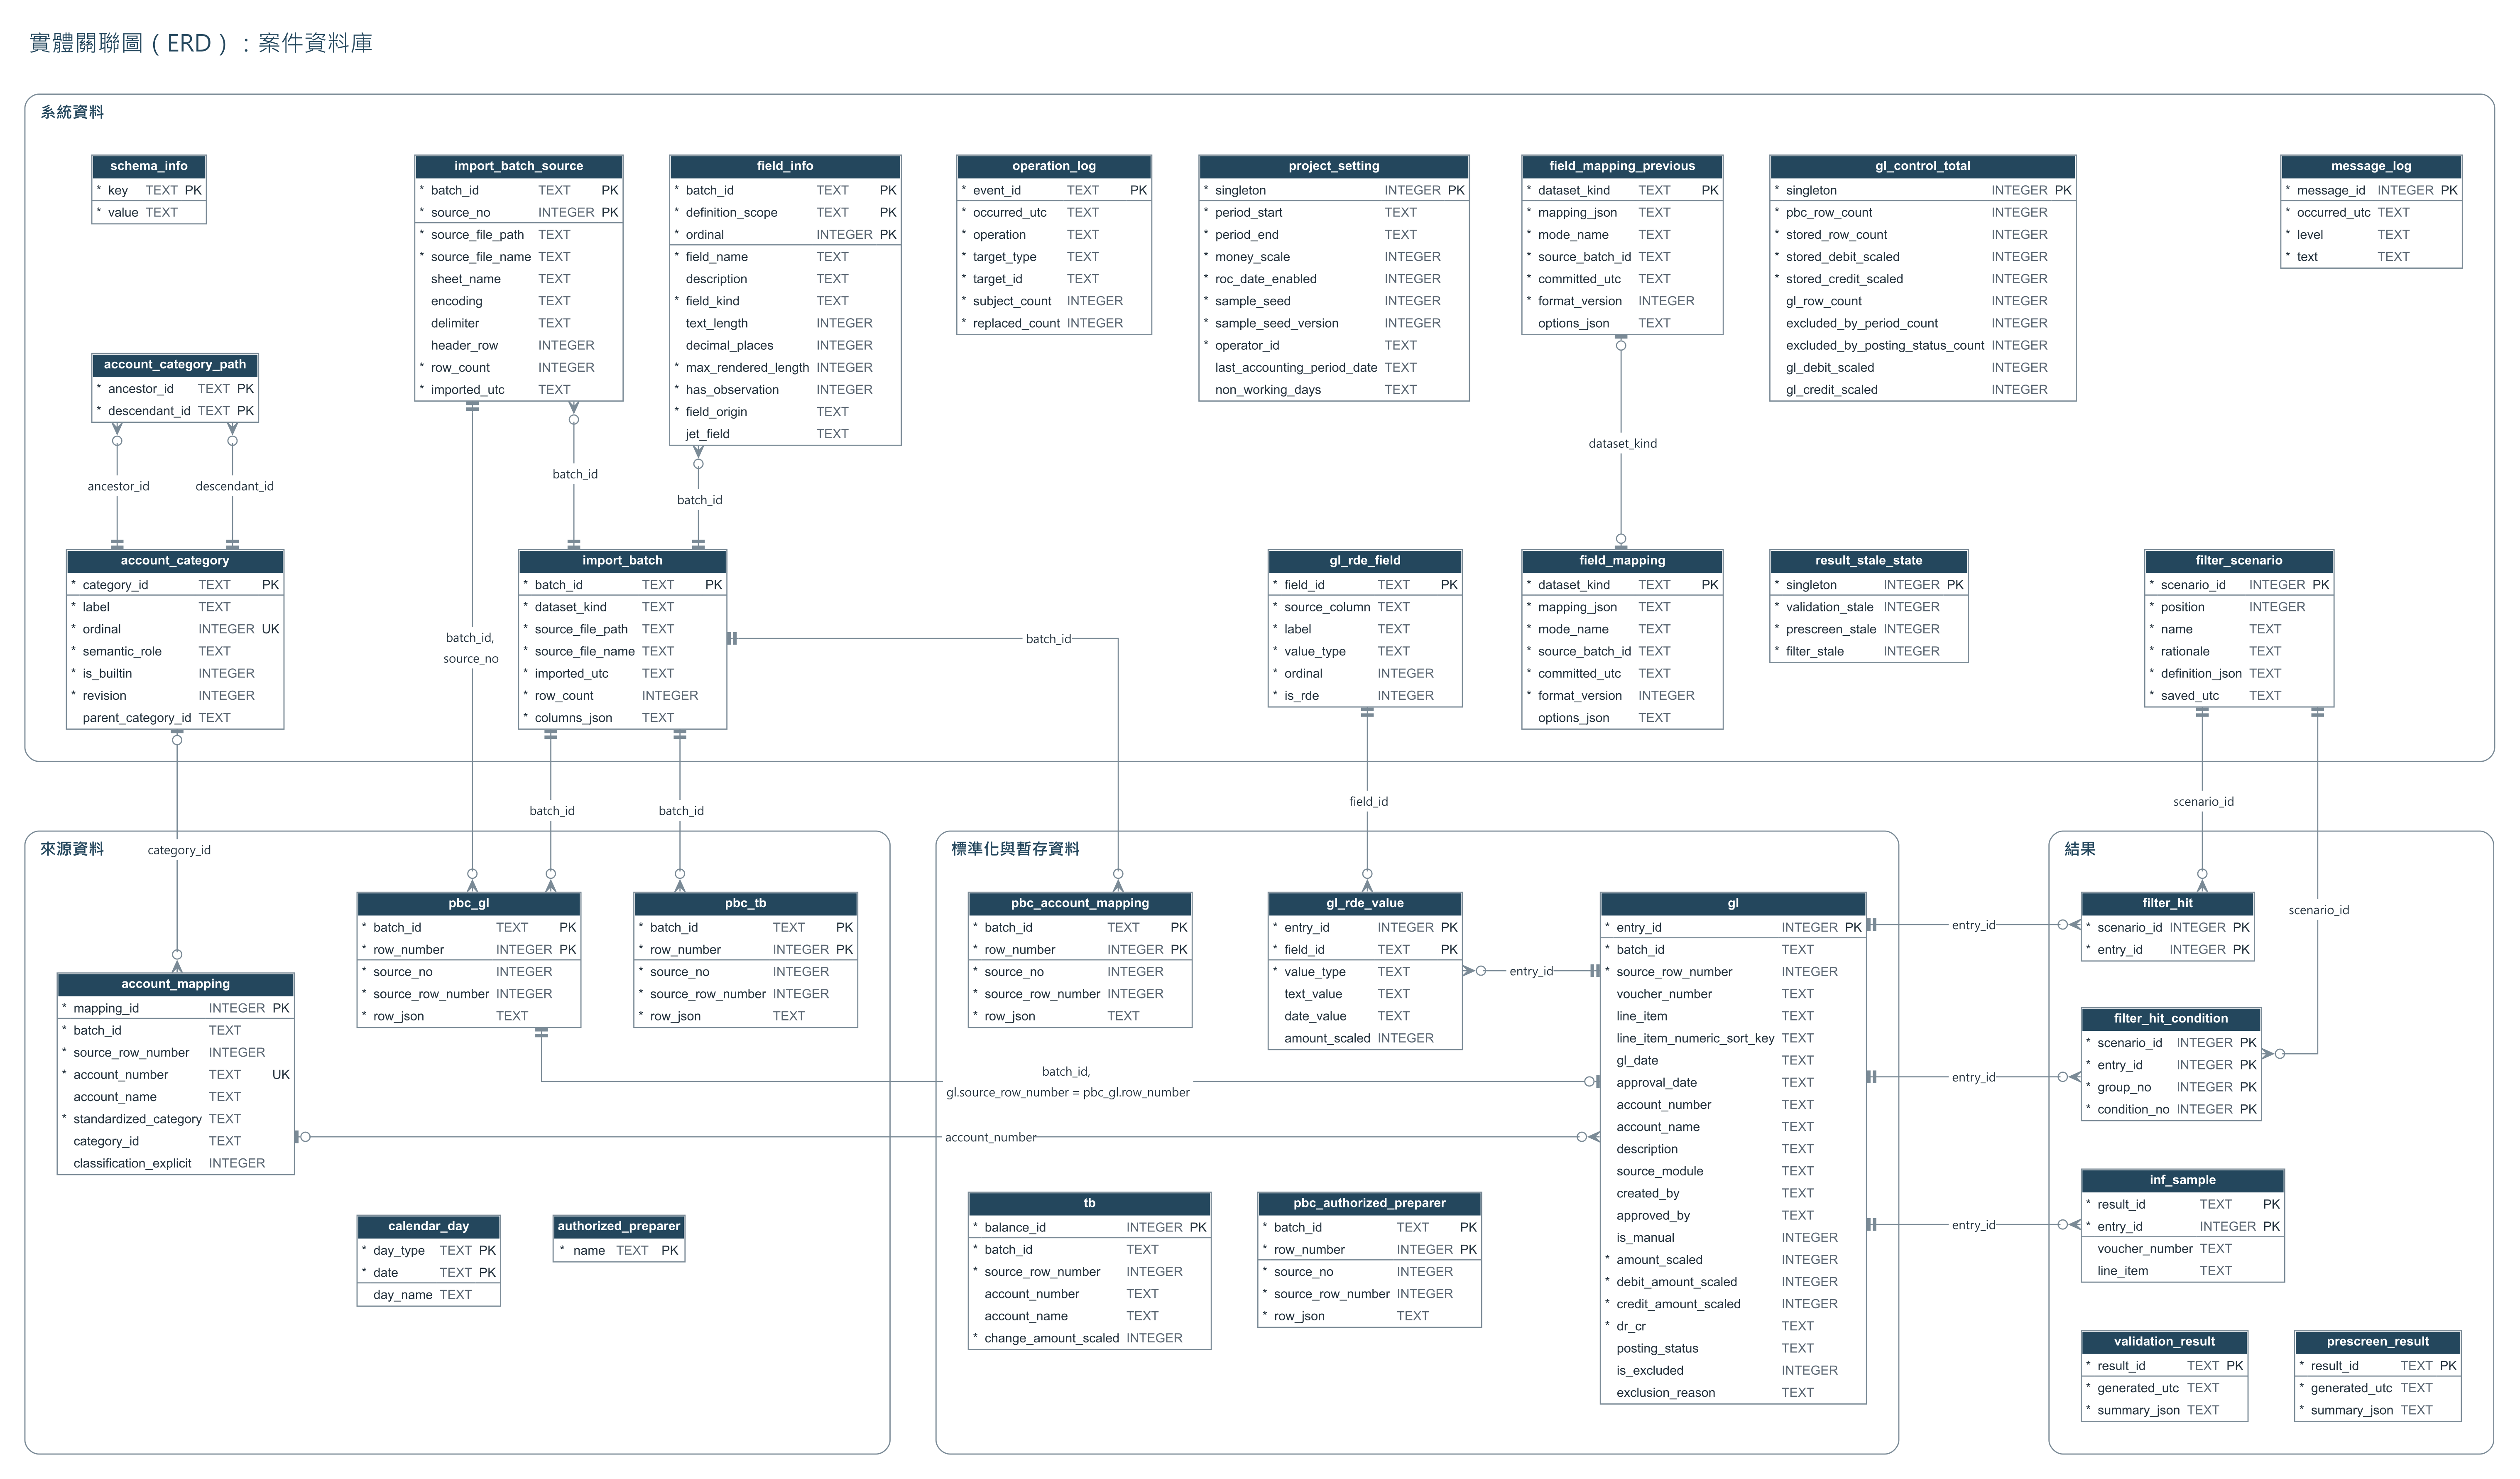 實體關聯圖（ERD）：案件資料庫
系統資料
schema_info
* key TEXT PK
* value TEXT
import_batch_source
* batch_id TEXT PK
* source_no INTEGER PK
* source_file_path TEXT
* source_file_name TEXT
sheet_name TEXT
encoding TEXT
delimiter TEXT
header_row INTEGER
* row_count INTEGER
* imported_utc TEXT
field_info
* batch_id TEXT PK
* definition_scope TEXT PK
* ordinal INTEGER PK
* field_name TEXT
description TEXT
* field_kind TEXT
text_length INTEGER
decimal_places INTEGER
* max_rendered_length INTEGER
* has_observation INTEGER
* field_origin TEXT
jet_field TEXT
operation_log
* event_id TEXT PK
* occurred_utc TEXT
* operation TEXT
* target_type TEXT
* target_id TEXT
* subject_count INTEGER
* replaced_count INTEGER
project_setting
* singleton INTEGER PK
* period_start TEXT
* period_end TEXT
* money_scale INTEGER
* roc_date_enabled INTEGER
* sample_seed INTEGER
* sample_seed_version INTEGER
* operator_id TEXT
last_accounting_period_date TEXT
non_working_days TEXT
field_mapping_previous
* dataset_kind TEXT PK
* mapping_json TEXT
* mode_name TEXT
* source_batch_id TEXT
* committed_utc TEXT
* format_version INTEGER
options_json TEXT
gl_control_total
* singleton INTEGER PK
* pbc_row_count INTEGER
* stored_row_count INTEGER
* stored_debit_scaled INTEGER
* stored_credit_scaled INTEGER
gl_row_count INTEGER
excluded_by_period_count INTEGER
excluded_by_posting_status_count INTEGER
gl_debit_scaled INTEGER
gl_credit_scaled INTEGER
message_log
* message_id INTEGER PK
* occurred_utc TEXT
* level TEXT
* text TEXT
account_category_path
* ancestor_id TEXT PK
* descendant_id TEXT PK
ancestor_id
descendant_id
batch_id
batch_id
dataset_kind
account_category
* category_id TEXT PK
* label TEXT
* ordinal INTEGER UK
* semantic_role TEXT
* is_builtin INTEGER
* revision INTEGER
parent_category_id TEXT
batch_id,
source_no
import_batch
* batch_id TEXT PK
* dataset_kind TEXT
* source_file_path TEXT
* source_file_name TEXT
* imported_utc TEXT
* row_count INTEGER
* columns_json TEXT
batch_id
gl_rde_field
* field_id TEXT PK
* source_column TEXT
* label TEXT
* value_type TEXT
* ordinal INTEGER
* is_rde INTEGER
field_mapping
* dataset_kind TEXT PK
* mapping_json TEXT
* mode_name TEXT
* source_batch_id TEXT
* committed_utc TEXT
* format_version INTEGER
options_json TEXT
result_stale_state
* singleton INTEGER PK
* validation_stale INTEGER
* prescreen_stale INTEGER
* filter_stale INTEGER
filter_scenario
* scenario_id INTEGER PK
* position INTEGER
* name TEXT
* rationale TEXT
* definition_json TEXT
* saved_utc TEXT
batch_id
batch_id
field_id
scenario_id
來源資料
category_id
account_mapping
* mapping_id INTEGER PK
* batch_id TEXT
* source_row_number INTEGER
* account_number TEXT UK
account_name TEXT
* standardized_category TEXT
category_id TEXT
classification_explicit INTEGER
pbc_gl
* batch_id TEXT PK
* row_number INTEGER PK
* source_no INTEGER
* source_row_number INTEGER
* row_json TEXT
pbc_tb
* batch_id TEXT PK
* row_number INTEGER PK
* source_no INTEGER
* source_row_number INTEGER
* row_json TEXT
calendar_day
* day_type TEXT PK
* date TEXT PK
day_name TEXT
authorized_preparer
* name TEXT PK
標準化與暫存資料
pbc_account_mapping
* batch_id TEXT PK
* row_number INTEGER PK
* source_no INTEGER
* source_row_number INTEGER
* row_json TEXT
gl_rde_value
* entry_id INTEGER PK
* field_id TEXT PK
* value_type TEXT
text_value TEXT
date_value TEXT
amount_scaled INTEGER
entry_id
batch_id,
gl.source_row_number = pbc_gl.row_number
account_number
gl
* entry_id INTEGER PK
* batch_id TEXT
* source_row_number INTEGER
voucher_number TEXT
line_item TEXT
line_item_numeric_sort_key TEXT
gl_date TEXT
approval_date TEXT
account_number TEXT
account_name TEXT
description TEXT
source_module TEXT
created_by TEXT
approved_by TEXT
is_manual INTEGER
* amount_scaled INTEGER
* debit_amount_scaled INTEGER
* credit_amount_scaled INTEGER
* dr_cr TEXT
posting_status TEXT
is_excluded INTEGER
exclusion_reason TEXT
tb
* balance_id INTEGER PK
* batch_id TEXT
* source_row_number INTEGER
account_number TEXT
account_name TEXT
* change_amount_scaled INTEGER
pbc_authorized_preparer
* batch_id TEXT PK
* row_number INTEGER PK
* source_no INTEGER
* source_row_number INTEGER
* row_json TEXT
entry_id
entry_id
entry_id
結果
scenario_id
filter_hit
* scenario_id INTEGER PK
* entry_id INTEGER PK
filter_hit_condition
* scenario_id INTEGER PK
* entry_id INTEGER PK
* group_no INTEGER PK
* condition_no INTEGER PK
inf_sample
* result_id TEXT PK
* entry_id INTEGER PK
voucher_number TEXT
line_item TEXT
validation_result
* result_id TEXT PK
* generated_utc TEXT
* summary_json TEXT
prescreen_result
* result_id TEXT PK
* generated_utc TEXT
* summary_json TEXT